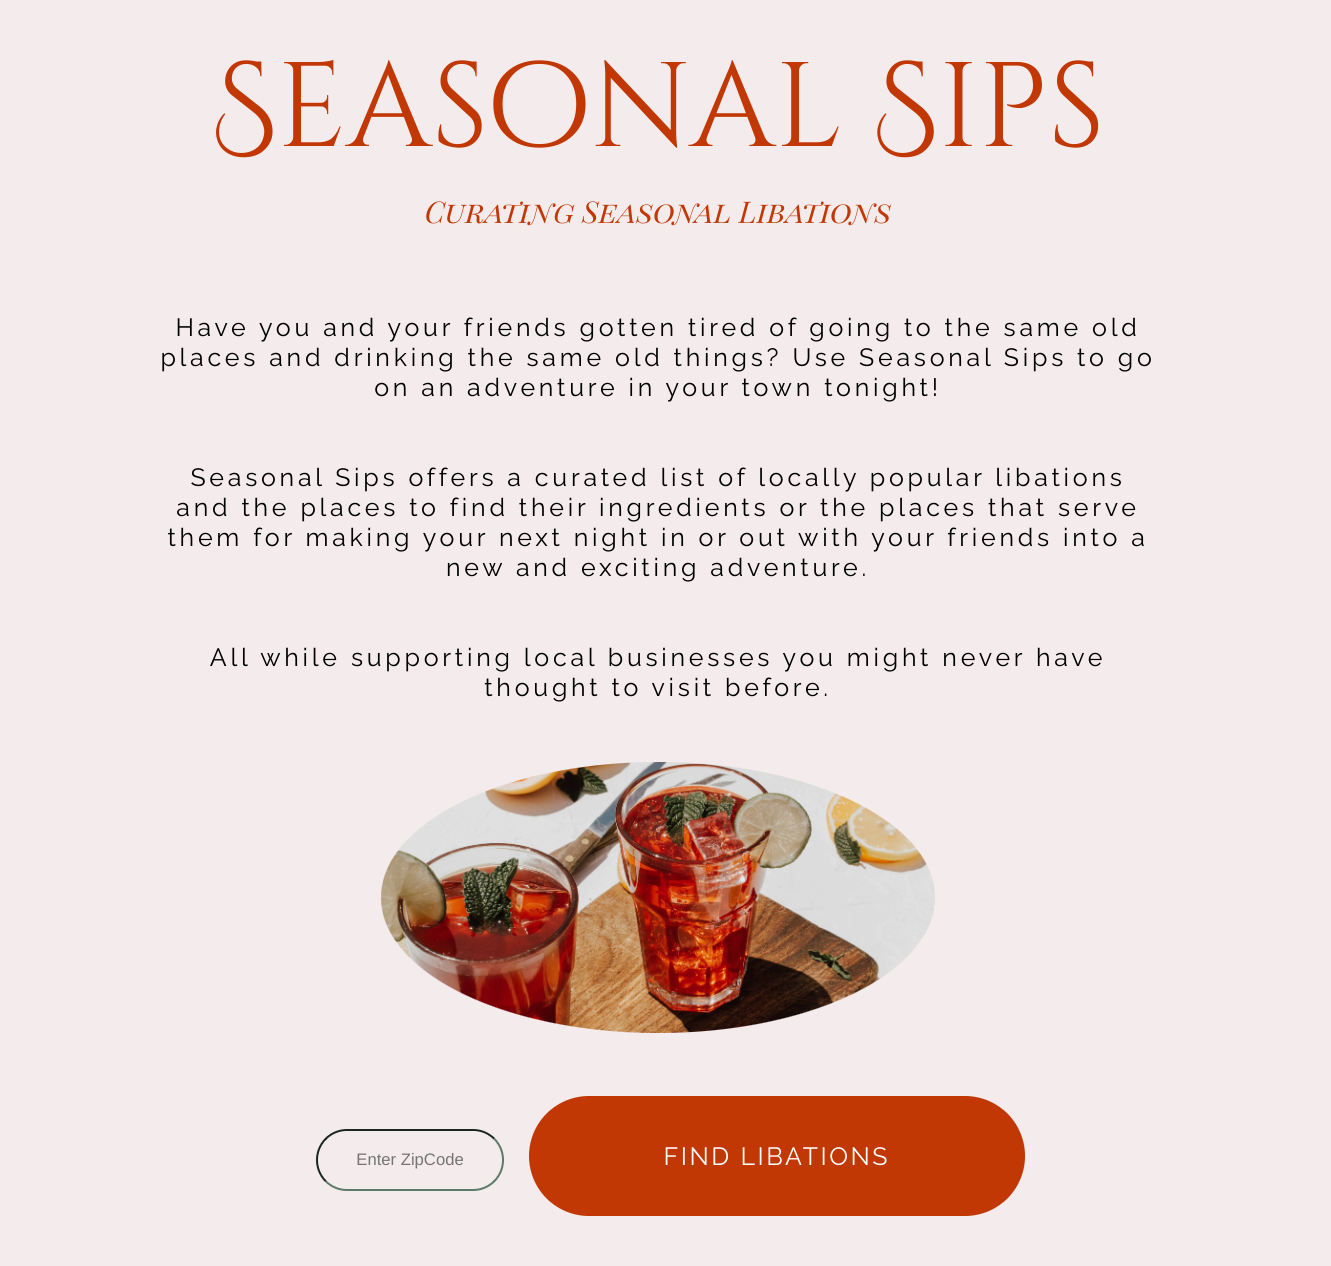 Seasonal Sips
Curating Seasonal Libations
Have you and your friends gotten tired of going to the same old
places and drinking the same old things? Use Seasonal Sips to go
on an adventure in your town tonight!
Seasonal Sips offers a curated list of locally popular libations
and the places to find their ingredients or the places that serve
them for making your next night in or out with your friends into a
new and exciting adventure.
All while supporting local businesses you might never have
thought to visit before.
Enter ZipCode
FIND LIBATIONS